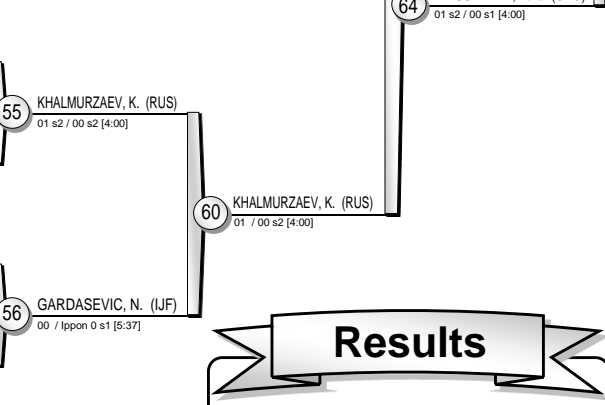 64
01 s2 / 00 s1 [4:00]
55
KHALMURZAEV, K. (RUS)
01 s2 / 00 s2 [4:00]
60
KHALMURZAEV, K. (RUS)
01 / 00 s2 [4:00]
56
GARDASEVIC, N. (IJF)
00 / Ippon 0 s1 [5:37]
Results